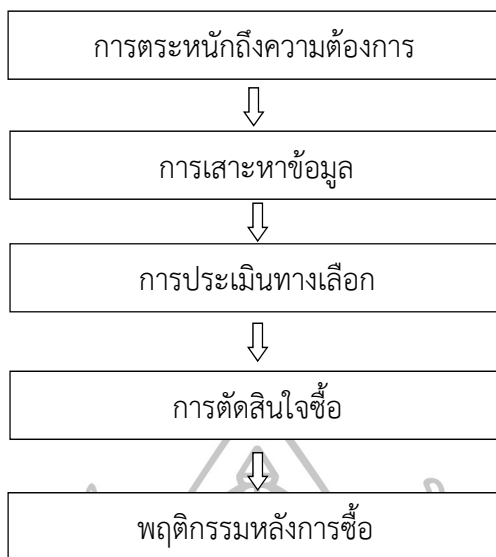 การตระหนักถึงความต้องการ
การเสาะหาข้อมูล
การประเมินทางเลือก
การตัดสินใจซื้อ
พฤติกรรมหลังการซื้อ